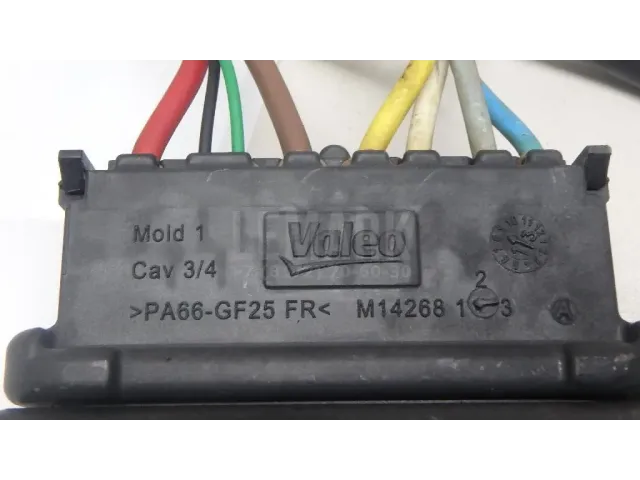 Mold 1
Valeo
Cav 3/4
2
>PA66-GF25 FR< M14268 1 3
A